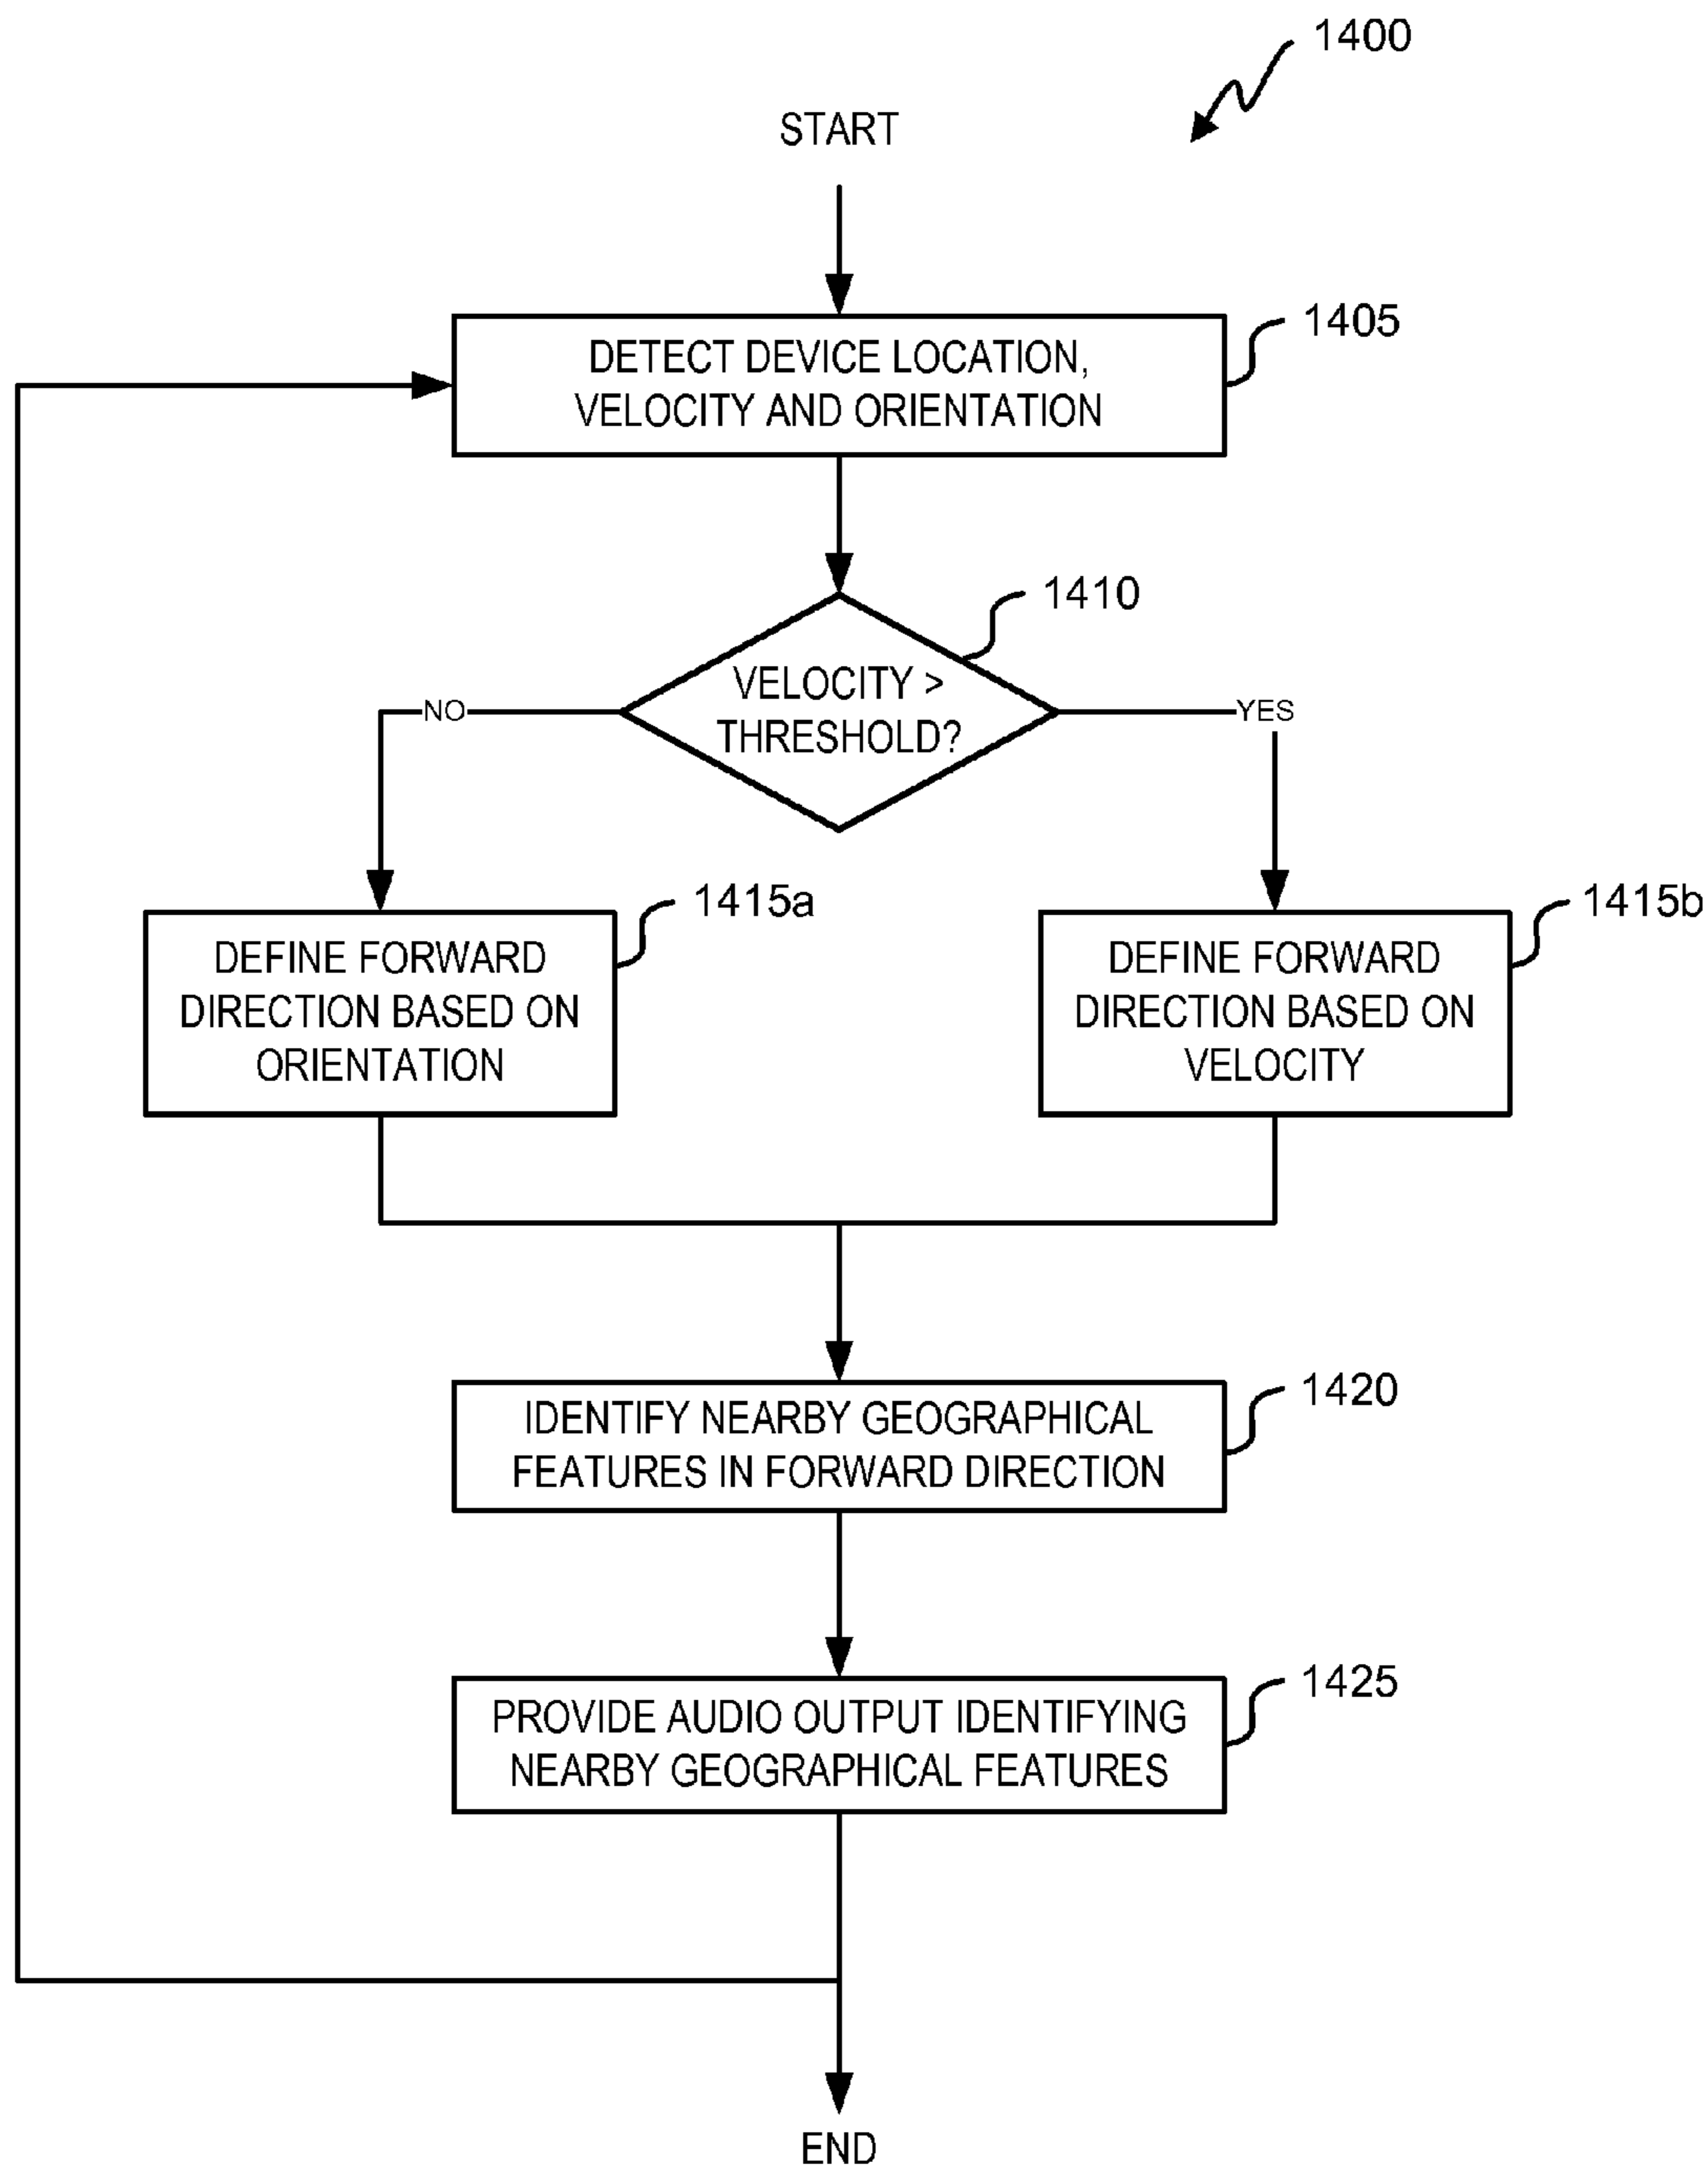 1400
START
1405
DETECT DEVICE LOCATION,
VELOCITY AND ORIENTATION
1410
VELOCITY >
THRESHOLD?
NO
YES
1415a
1415b
DEFINE FORWARD
DIRECTION BASED ON
ORIENTATION
DEFINE FORWARD
DIRECTION BASED ON
VELOCITY
1420
IDENTIFY NEARBY GEOGRAPHICAL
FEATURES IN FORWARD DIRECTION
1425
PROVIDE AUDIO OUTPUT IDENTIFYING
NEARBY GEOGRAPHICAL FEATURES
END